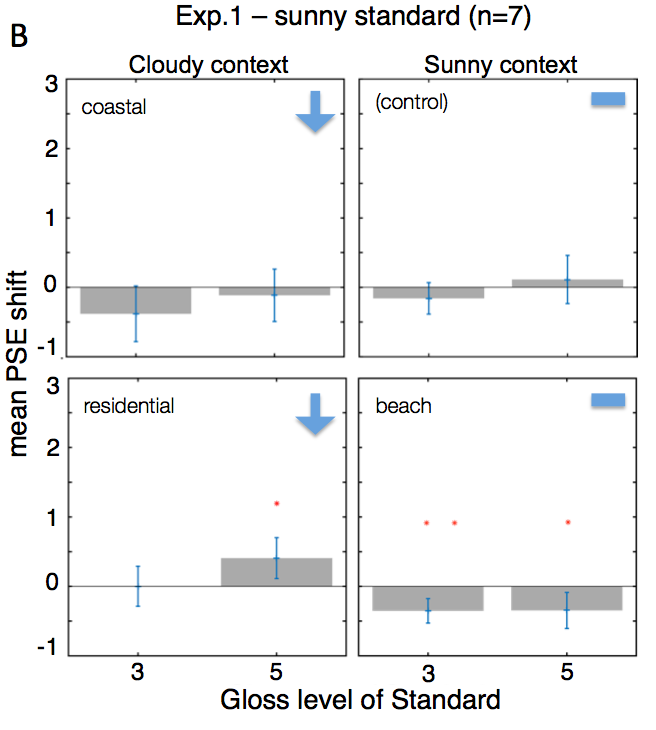 Exp.1 – sunny standard (n=7)
B
Cloudy context
Sunny context
mean PSE shift
3
2
1
0
-1
coastal
(control)
3
2
1
0
-1
residential
beach
3
5
3
5
Gloss level of Standard